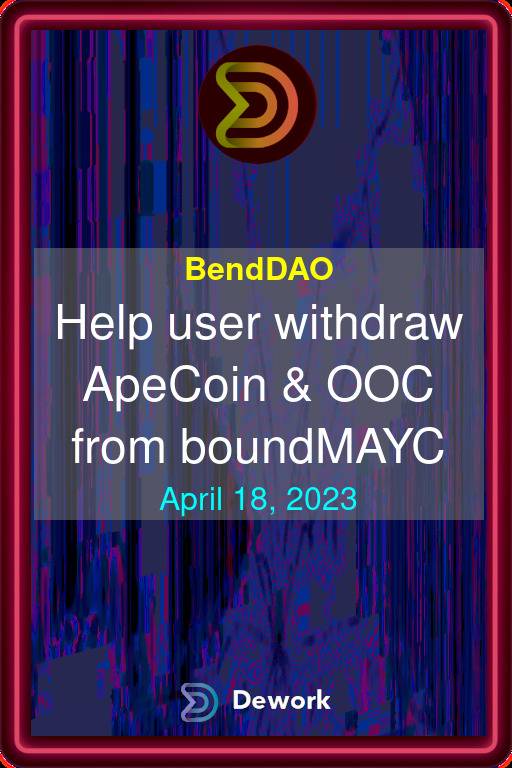 BendDAO
Help user withdraw
ApeCoin & OOC
from boundMAYC
April 18, 2023
Dework